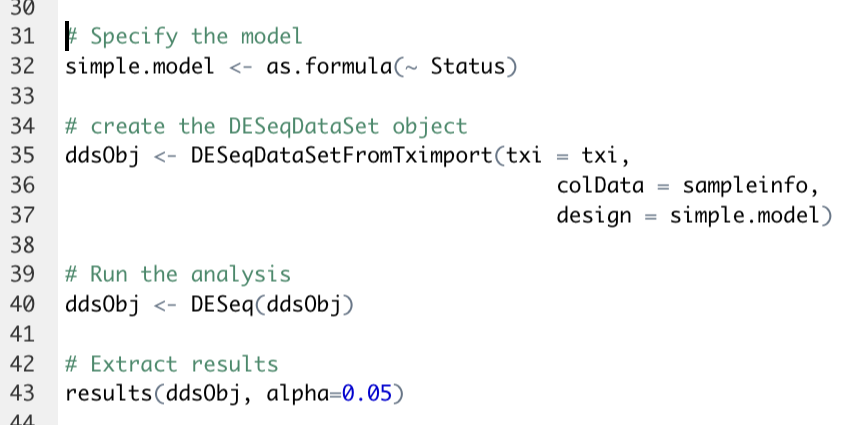 30
31 # Specify the model
32 simple.model <- as.formula(~ Status)
33
34 # create the DESeqDataSet object
35 ddsObj <- DESeqDataSetFromTximport(txi = txi,
36 colData = sampleinfo,
37 design = simple.model)
38
39 # Run the analysis
40 ddsObj <- DESeq(ddsObj)
41
42 # Extract results
43 results(ddsObj, alpha=0.05)
44